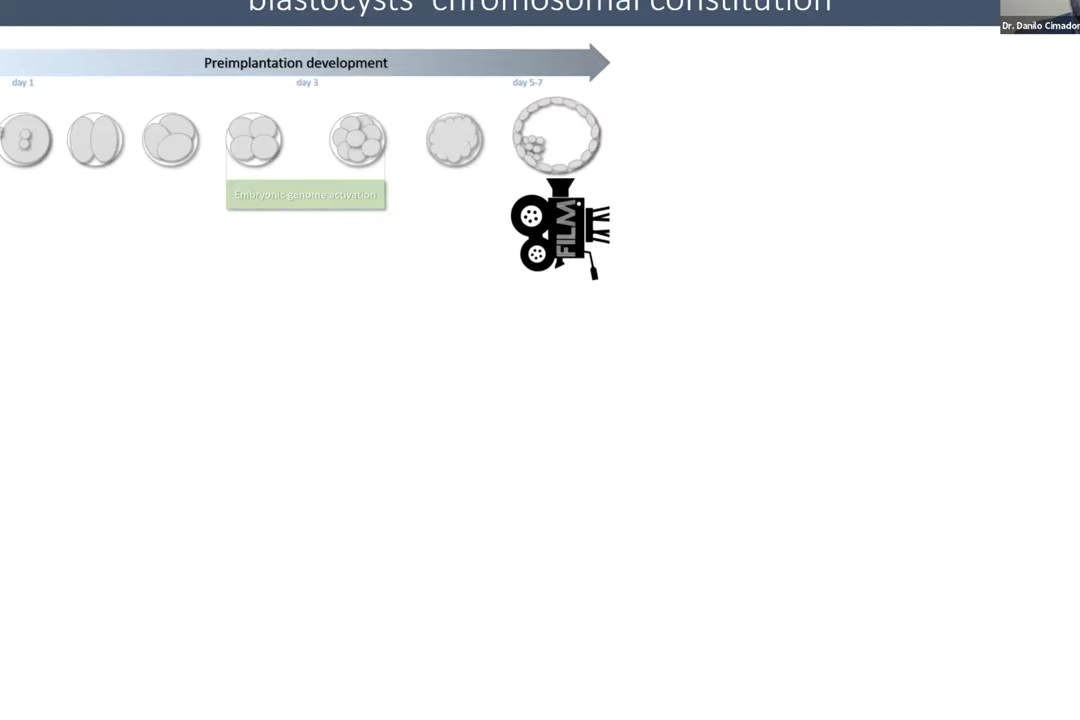 blastocysts' chromosomal constitution
Dr. Danilo Cimador
Preimplantation development
day 1
day 3
day 5-7
Embryonic genome activation
FILM